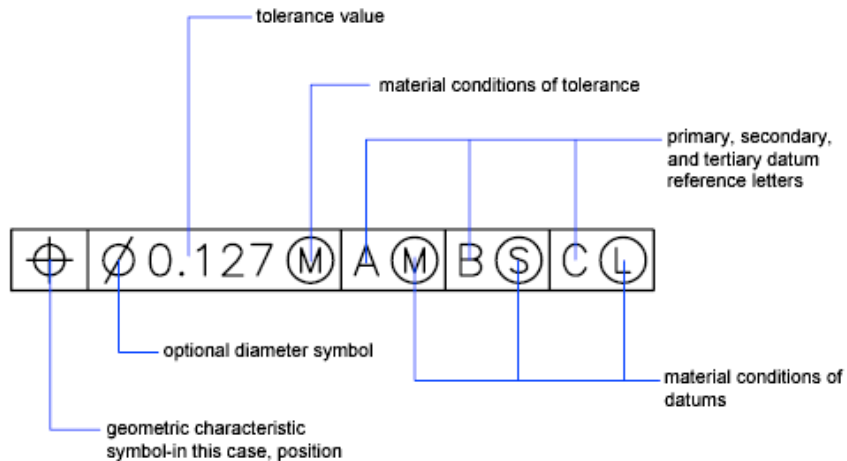 tolerance value
material conditions of tolerance
primary, secondary,
and tertiary datum
reference letters
⌖ ⌀ 0.127 Ⓜ A Ⓜ B Ⓢ C Ⓛ
optional diameter symbol
material conditions of
datums
geometric characteristic
symbol-in this case, position